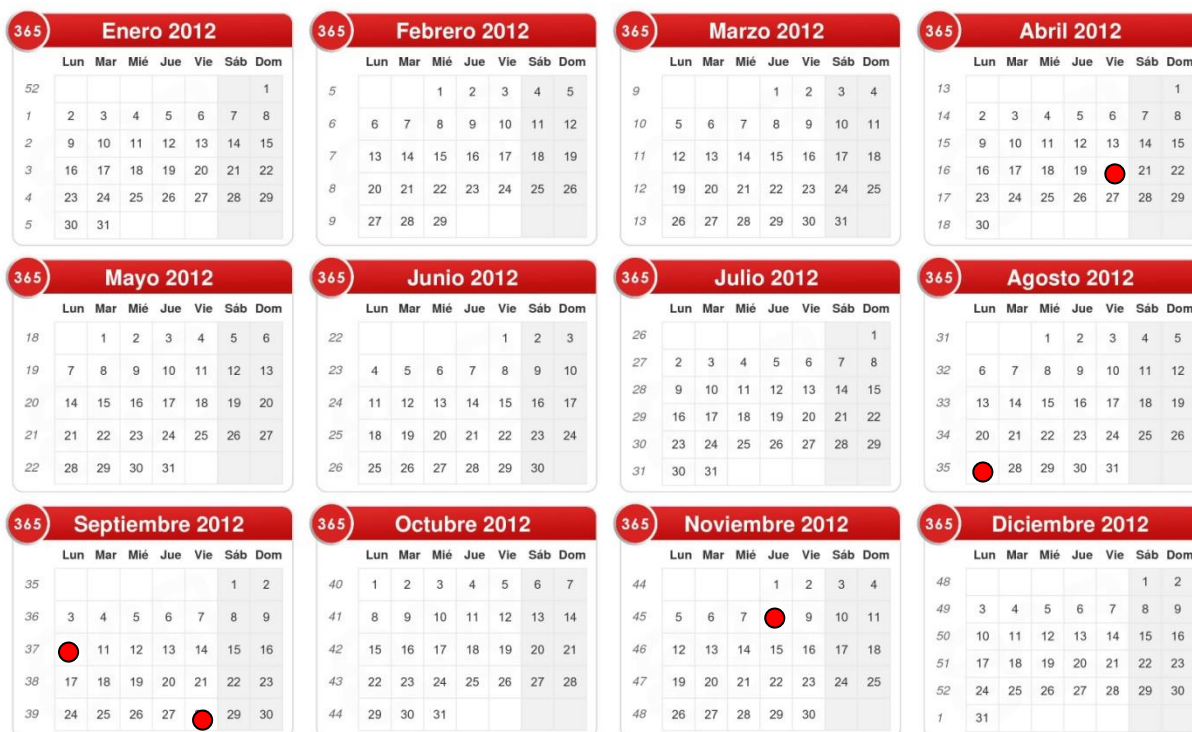 365 Enero 2012
Lun Mar Mié Jue Vie Sáb Dom
52 1
1 2 3 4 5 6 7 8
2 9 10 11 12 13 14 15
3 16 17 18 19 20 21 22
4 23 24 25 26 27 28 29
5 30 31
365 Febrero 2012
Lun Mar Mié Jue Vie Sáb Dom
5 1 2 3 4 5
6 6 7 8 9 10 11 12
7 13 14 15 16 17 18 19
8 20 21 22 23 24 25 26
9 27 28 29
365 Marzo 2012
Lun Mar Mié Jue Vie Sáb Dom
9 1 2 3 4
10 5 6 7 8 9 10 11
11 12 13 14 15 16 17 18
12 19 20 21 22 23 24 25
13 26 27 28 29 30 31
365 Abril 2012
Lun Mar Mié Jue Vie Sáb Dom
13 1
14 2 3 4 5 6 7 8
15 9 10 11 12 13 14 15
16 16 17 18 19 21 22
17 23 24 25 26 27 28 29
18 30
365 Mayo 2012
Lun Mar Mié Jue Vie Sáb Dom
18 1 2 3 4 5 6
19 7 8 9 10 11 12 13
20 14 15 16 17 18 19 20
21 21 22 23 24 25 26 27
22 28 29 30 31
365 Junio 2012
Lun Mar Mié Jue Vie Sáb Dom
22 1 2 3
23 4 5 6 7 8 9 10
24 11 12 13 14 15 16 17
25 18 19 20 21 22 23 24
26 25 26 27 28 29 30
365 Julio 2012
Lun Mar Mié Jue Vie Sáb Dom
26 1
27 2 3 4 5 6 7 8
28 9 10 11 12 13 14 15
29 16 17 18 19 20 21 22
30 23 24 25 26 27 28 29
31 30 31
365 Agosto 2012
Lun Mar Mié Jue Vie Sáb Dom
31 1 2 3 4 5
32 6 7 8 9 10 11 12
33 13 14 15 16 17 18 19
34 20 21 22 23 24 25 26
35 28 29 30 31
365 Septiembre 2012
Lun Mar Mié Jue Vie Sáb Dom
35 1 2
36 3 4 5 6 7 8 9
37 11 12 13 14 15 16
38 17 18 19 20 21 22 23
39 24 25 26 27 29 30
365 Octubre 2012
Lun Mar Mié Jue Vie Sáb Dom
40 1 2 3 4 5 6 7
41 8 9 10 11 12 13 14
42 15 16 17 18 19 20 21
43 22 23 24 25 26 27 28
44 29 30 31
365 Noviembre 2012
Lun Mar Mié Jue Vie Sáb Dom
44 1 2 3 4
45 5 6 7 9 10 11
46 12 13 14 15 16 17 18
47 19 20 21 22 23 24 25
48 26 27 28 29 30
365 Diciembre 2012
Lun Mar Mié Jue Vie Sáb Dom
48 1 2
49 3 4 5 6 7 8 9
50 10 11 12 13 14 15 16
51 17 18 19 20 21 22 23
52 24 25 26 27 28 29 30
1 31